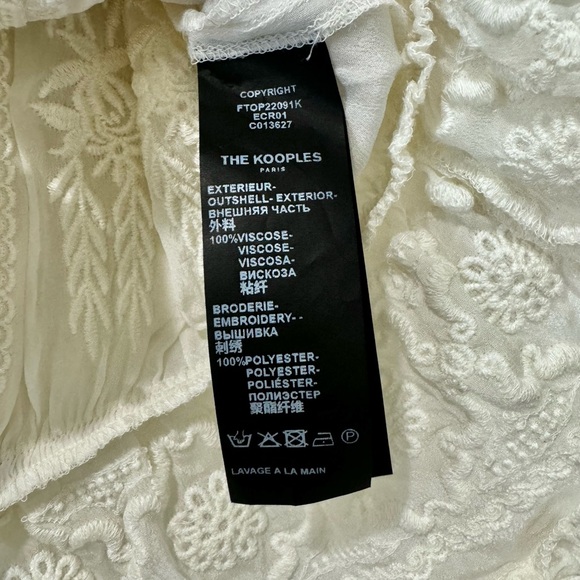 COPYRIGHT
FTOP22091K
ECR01
C013627
THE KOOPLES
PARIS
EXTERIEUR-
OUTSHELL- EXTERIOR-
ВНЕШНЯЯ ЧАСТЬ
外料
100%VISCOSE-
VISCOSE-
VISCOSA-
ВИСКОЗА
粘纤
BRODERIE-
EMBROIDERY- -
ВЫШИВКА
刺绣
100%POLYESTER-
POLYESTER-
POLIÉSTER-
ПОЛИЭСТЕР
聚酯纤维
P
LAVAGE A LA MAIN